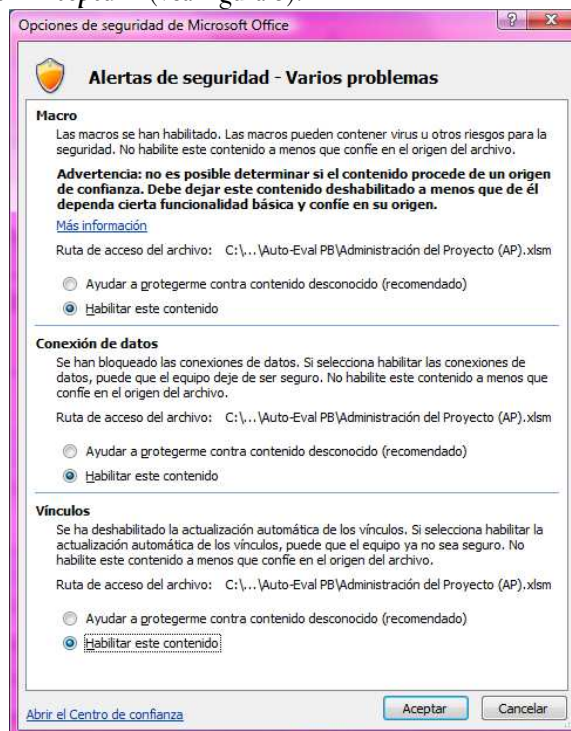 Opciones de seguridad de Microsoft Office
Alertas de seguridad - Varios problemas
Macro
Las macros se han habilitado. Las macros pueden contener virus u otros riesgos para la
seguridad. No habilite este contenido a menos que confíe en el origen del archivo.
Advertencia: no es posible determinar si el contenido procede de un origen
de confianza. Debe dejar este contenido deshabilitado a menos que de él
dependa cierta funcionalidad básica y confíe en su origen.
Más información
Ruta de acceso del archivo: C:\...\Auto-Eval PB\Administración del Proyecto (AP).xlsm
Ayudar a protegerme contra contenido desconocido (recomendado)
Habilitar este contenido
Conexión de datos
Se han bloqueado las conexiones de datos. Si selecciona habilitar las conexiones de
datos, puede que el equipo deje de ser seguro. No habilite este contenido a menos que
confíe en el origen del archivo.
Ruta de acceso del archivo: C:\...\Auto-Eval PB\Administración del Proyecto (AP).xlsm
Ayudar a protegerme contra contenido desconocido (recomendado)
Habilitar este contenido
Vínculos
Se ha deshabilitado la actualización automática de los vínculos. Si selecciona habilitar la
actualización automática de los vínculos, puede que el equipo ya no sea seguro. No
habilite este contenido a menos que confíe en el origen del archivo.
Ruta de acceso del archivo: C:\...\Auto-Eval PB\Administración del Proyecto (AP).xlsm
Ayudar a protegerme contra contenido desconocido (recomendado)
Habilitar este contenido
Abrir el Centro de confianza
Aceptar Cancelar